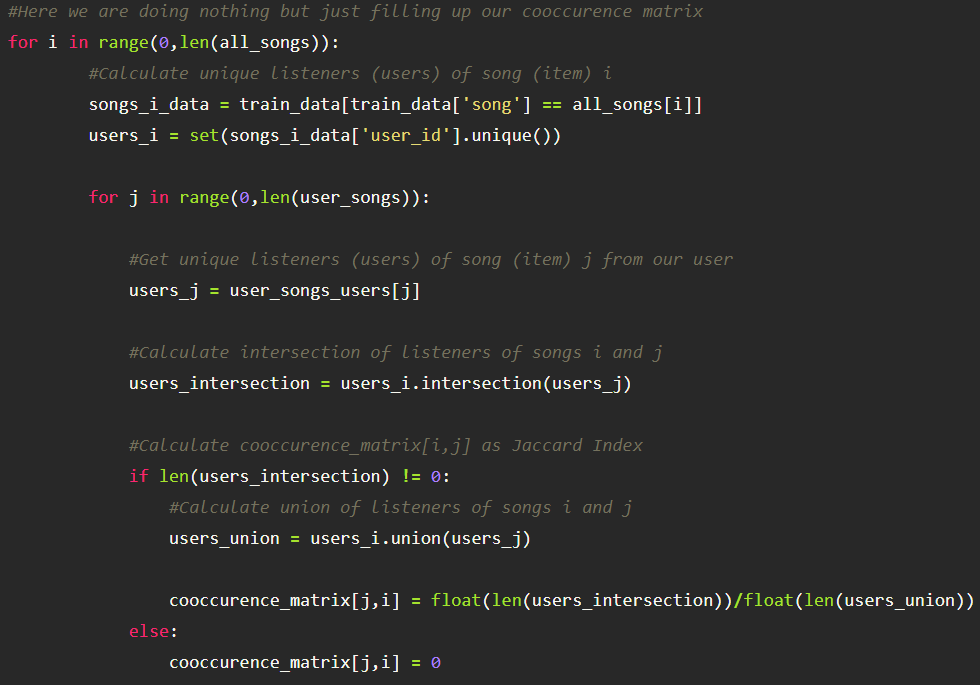 #Here we are doing nothing but just filling up our cooccurence matrix
for i in range(0,len(all_songs)):
#Calculate unique listeners (users) of song (item) i
songs_i_data = train_data[train_data['song'] == all_songs[i]]
users_i = set(songs_i_data['user_id'].unique())
for j in range(0,len(user_songs)):
#Get unique listeners (users) of song (item) j from our user
users_j = user_songs_users[j]
#Calculate intersection of listeners of songs i and j
users_intersection = users_i.intersection(users_j)
#Calculate cooccurence_matrix[i,j] as Jaccard Index
if len(users_intersection) != 0:
#Calculate union of listeners of songs i and j
users_union = users_i.union(users_j)
cooccurence_matrix[j,i] = float(len(users_intersection))/float(len(users_union))
else:
cooccurence_matrix[j,i] = 0